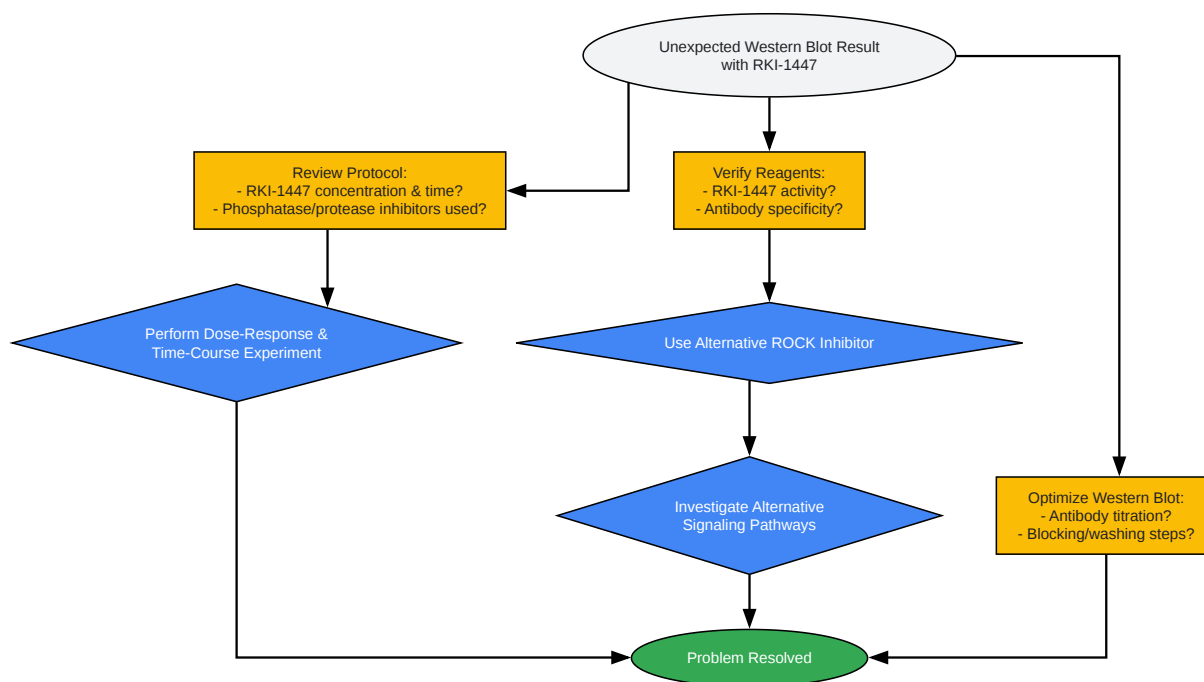 Unexpected Western Blot Result
with RKI-1447
Review Protocol:
- RKI-1447 concentration & time?
- Phosphatase/protease inhibitors used?
Verify Reagents:
- RKI-1447 activity?
- Antibody specificity?
Perform Dose-Response &
Time-Course Experiment
Use Alternative ROCK Inhibitor
Investigate Alternative
Signaling Pathways
Optimize Western Blot:
- Antibody titration?
- Blocking/washing steps?
Problem Resolved